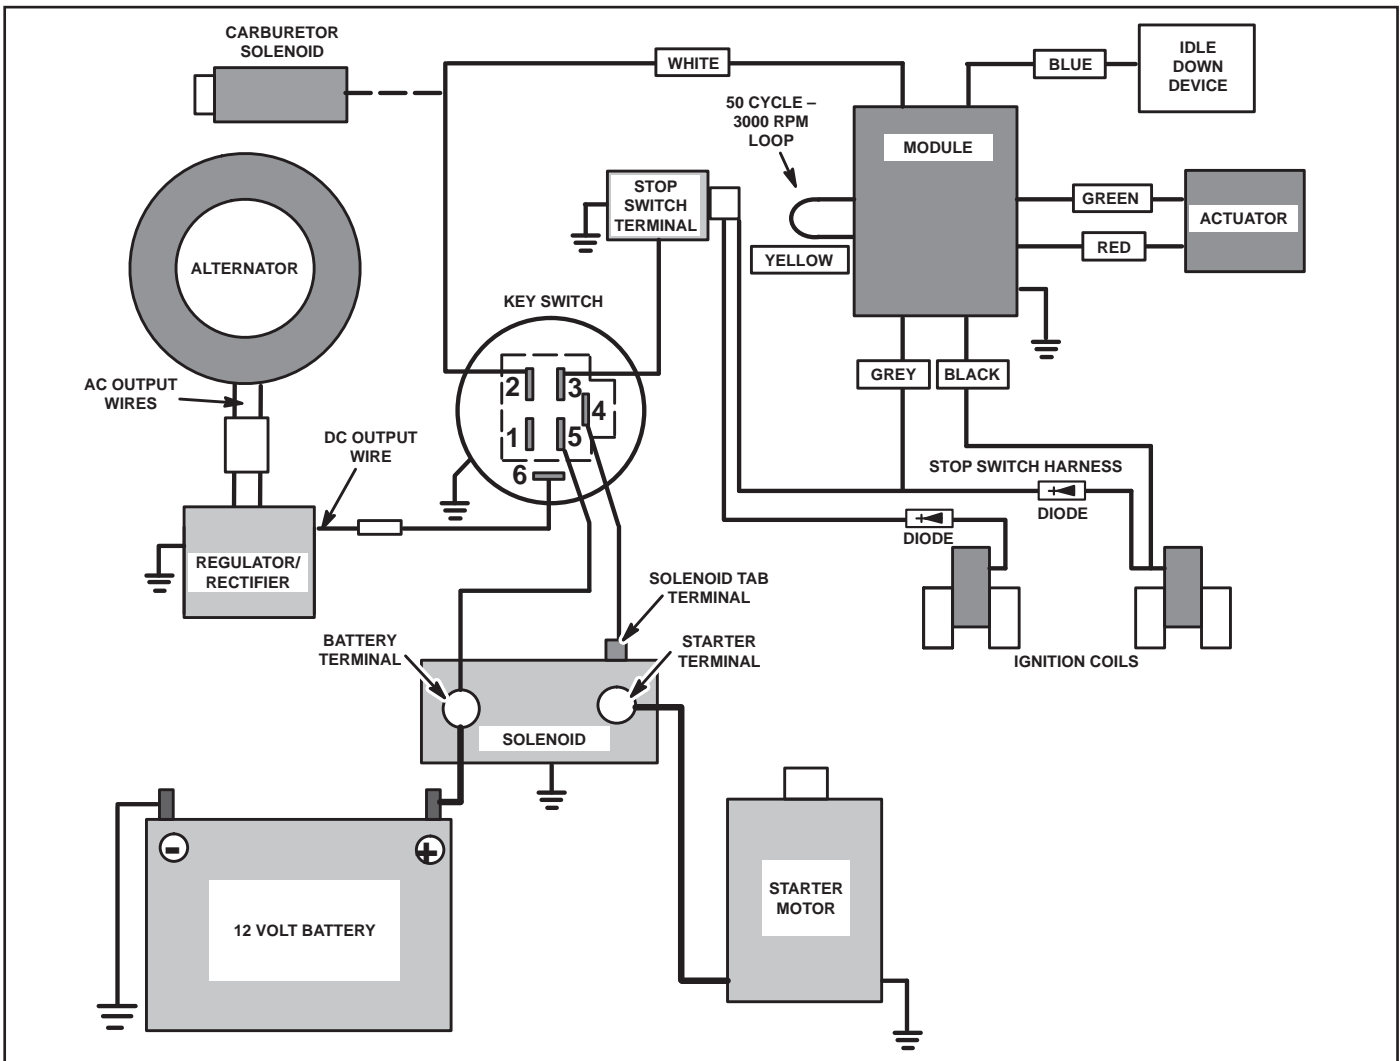 CARBURETOR
SOLENOID
WHITE
BLUE
IDLE
DOWN
DEVICE
50 CYCLE –
3000 RPM
LOOP
MODULE
STOP
SWITCH
TERMINAL
GREEN
ACTUATOR
RED
YELLOW
ALTERNATOR
KEY SWITCH
AC OUTPUT
WIRES
GREY
BLACK
2
3
4
1
5
6
DC OUTPUT
WIRE
STOP SWITCH HARNESS
DIODE
DIODE
REGULATOR/
RECTIFIER
SOLENOID TAB
TERMINAL
BATTERY
TERMINAL
STARTER
TERMINAL
IGNITION COILS
SOLENOID
-
+
12 VOLT BATTERY
STARTER
MOTOR